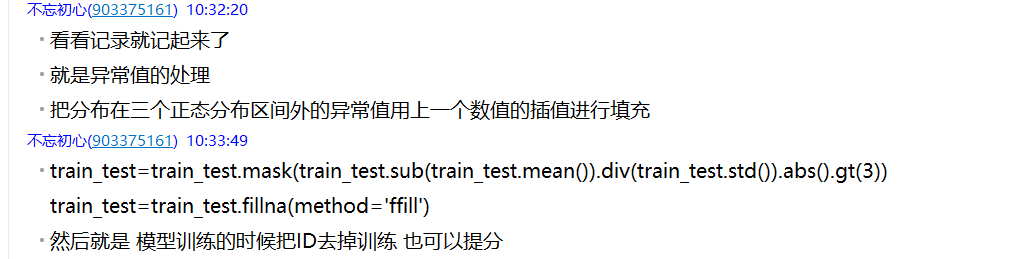 不忘初心(903375161) 10:32:20
看看记录就记起来了
就是异常值的处理
把分布在三个正态分布区间外的异常值用上一个数值的插值进行填充
不忘初心(903375161) 10:33:49
train_test=train_test.mask(train_test.sub(train_test.mean()).div(train_test.std()).abs().gt(3))
train_test=train_test.fillna(method='ffill')
然后就是 模型训练的时候把ID去掉训练 也可以提分